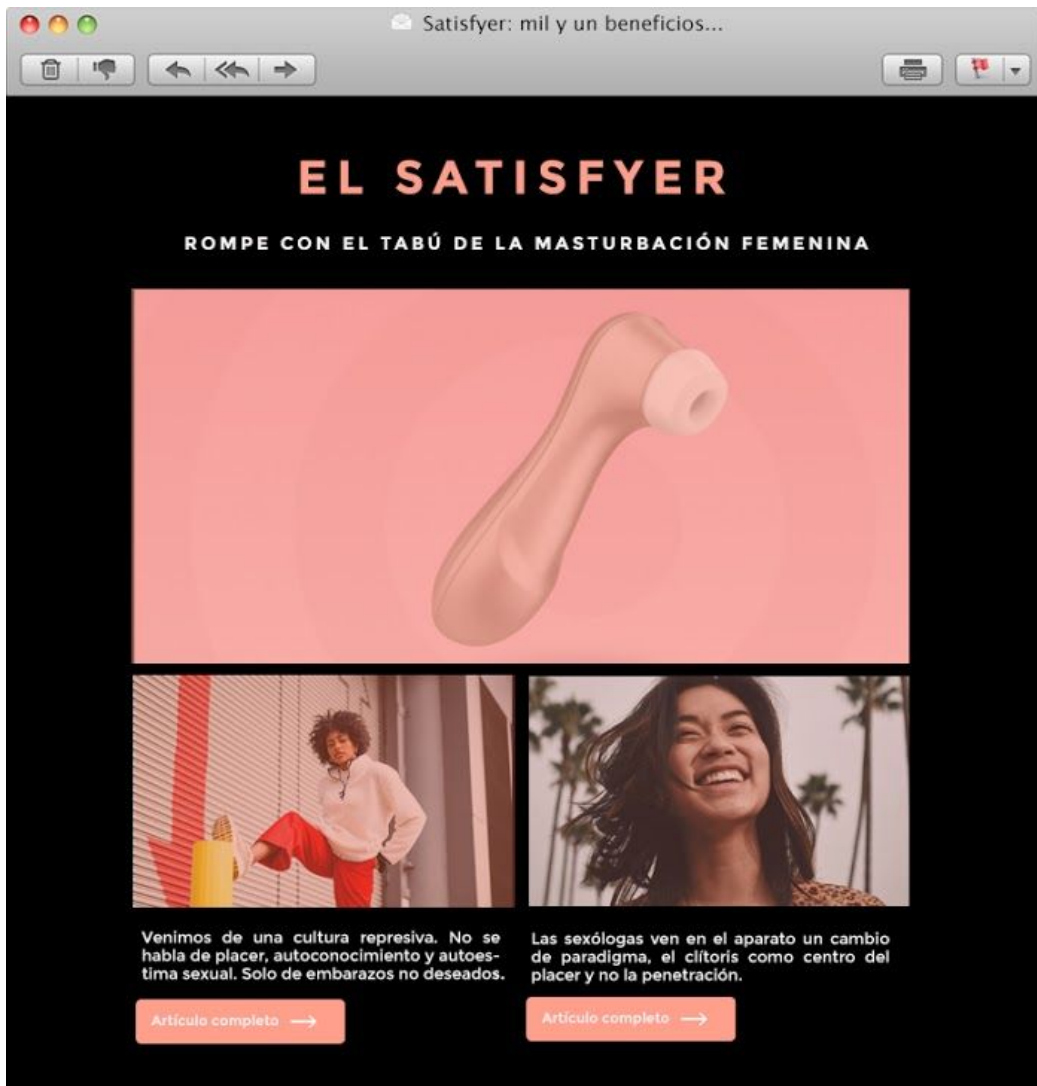 Satisfyer: mil y un beneficios...
EL SATISFYER
ROMPE CON EL TABÚ DE LA MASTURBACIÓN FEMENINA
Venimos de una cultura represiva. No se
habla de placer, autoconocimiento y autoes-
tima sexual. Solo de embarazos no deseados.
Artículo completo
Las sexólogas ven en el aparato un cambio
de paradigma, el clítoris como centro del
placer y no la penetración.
Artículo completo